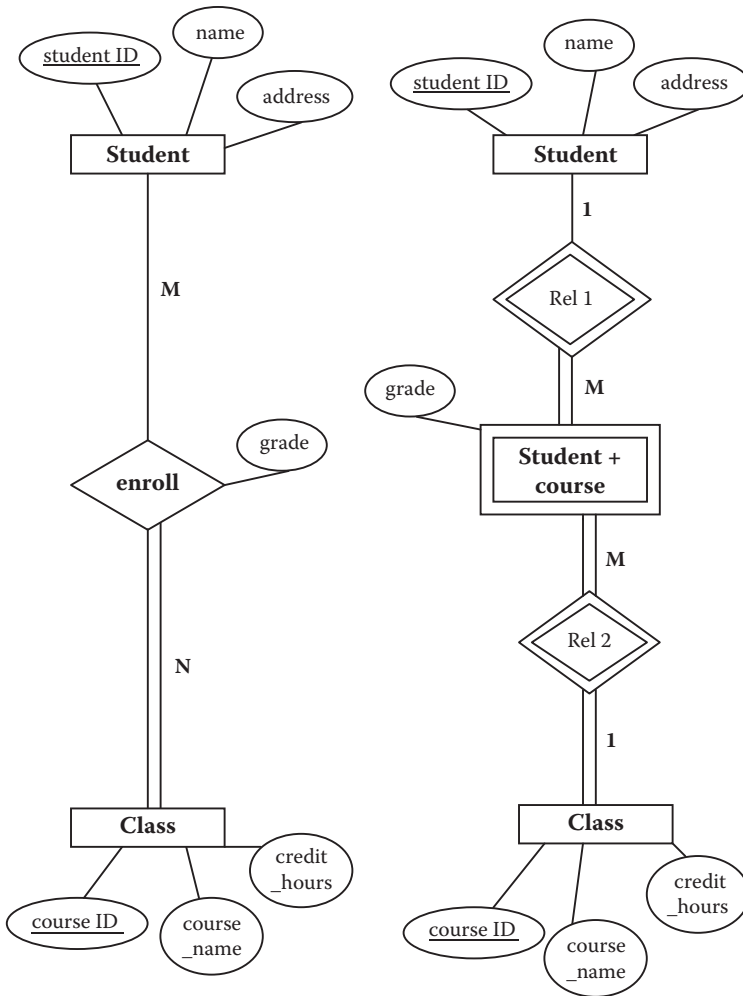 student ID
name
address
Student
M
enroll
grade
N
Class
course ID
course
_name
credit
_hours
student ID
name
address
Student
1
Rel 1
M
grade
Student +
course
M
Rel 2
1
Class
course ID
course
_name
credit
_hours